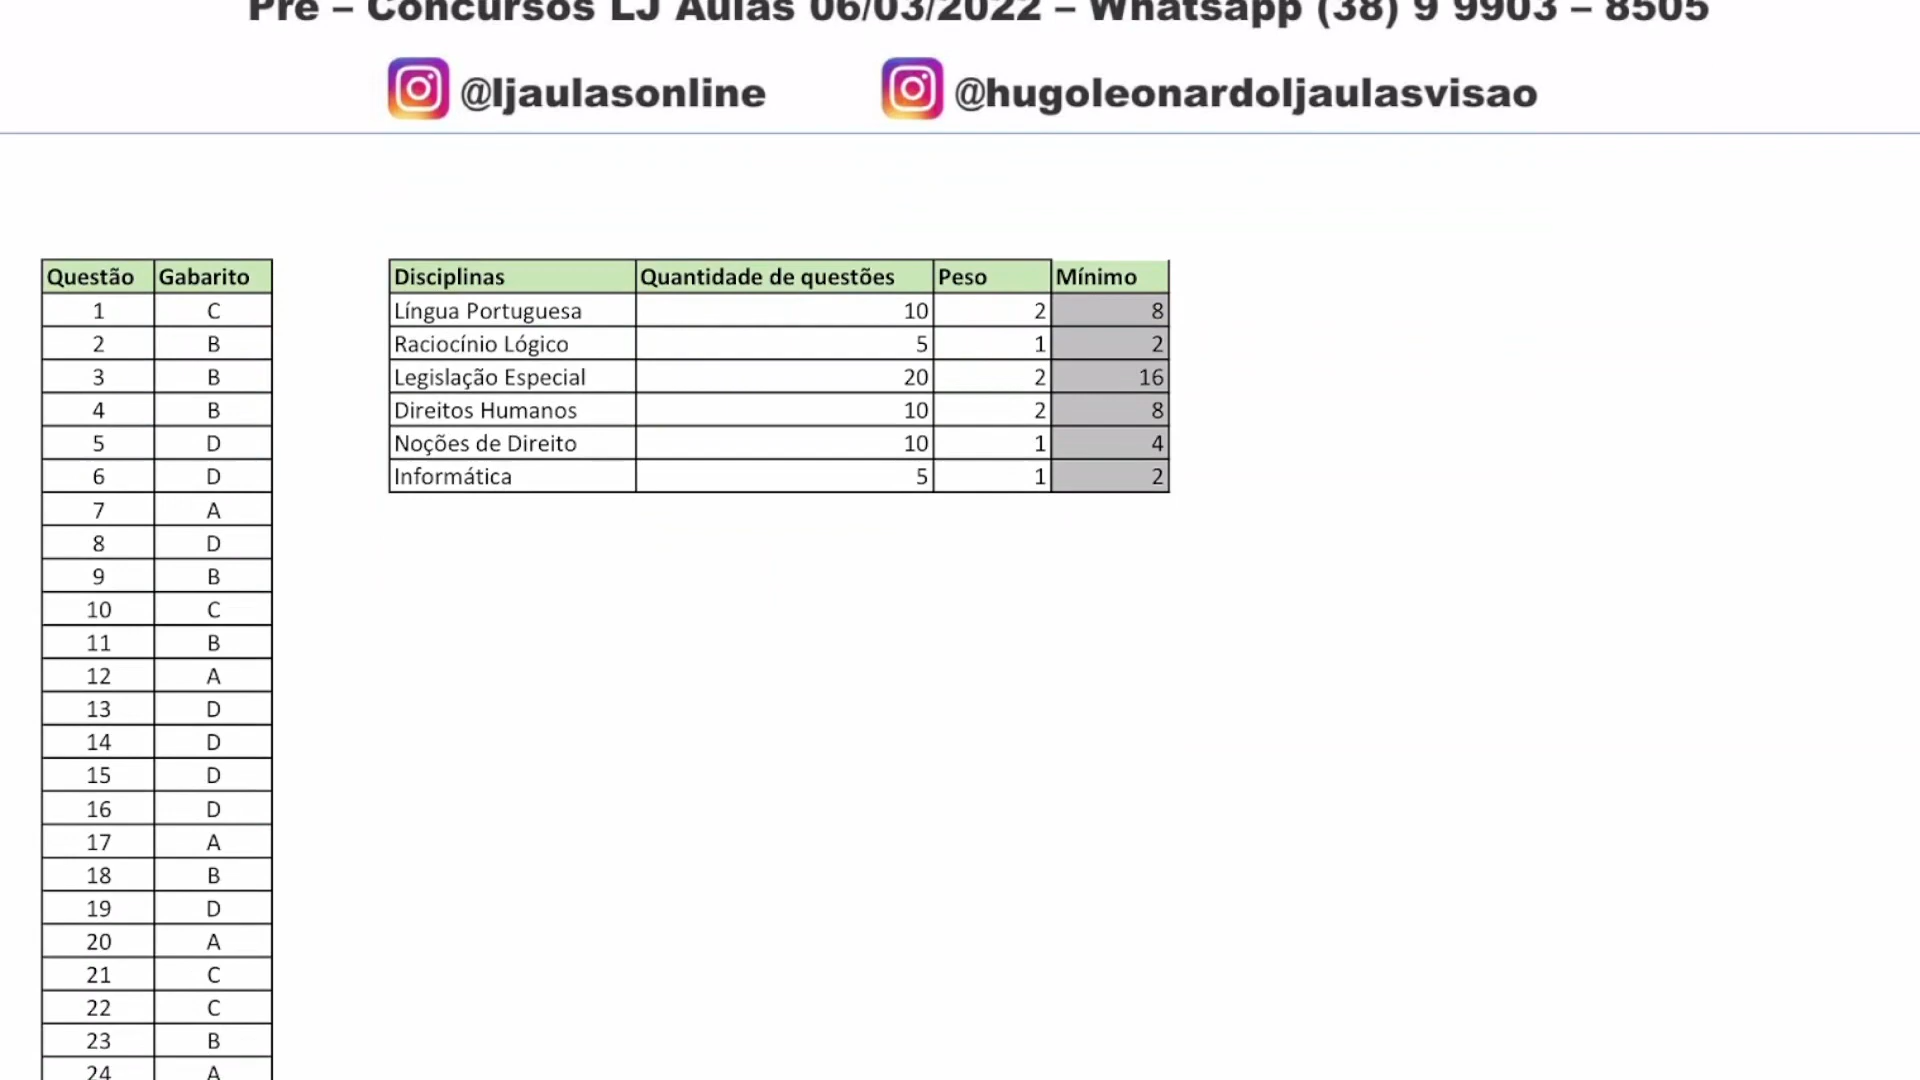 Pré – Concursos LJ Aulas 06/03/2022 – Whatsapp (38) 9 9903 – 8505
@ljaulasonline @hugoleonardoljaulasvisao
Questão Gabarito
1 C
2 B
3 B
4 B
5 D
6 D
7 A
8 D
9 B
10 C
11 B
12 A
13 D
14 D
15 D
16 D
17 A
18 B
19 D
20 A
21 C
22 C
23 B
24 A
Disciplinas Quantidade de questões Peso Mínimo
Língua Portuguesa 10 2 8
Raciocínio Lógico 5 1 2
Legislação Especial 20 2 16
Direitos Humanos 10 2 8
Noções de Direito 10 1 4
Informática 5 1 2